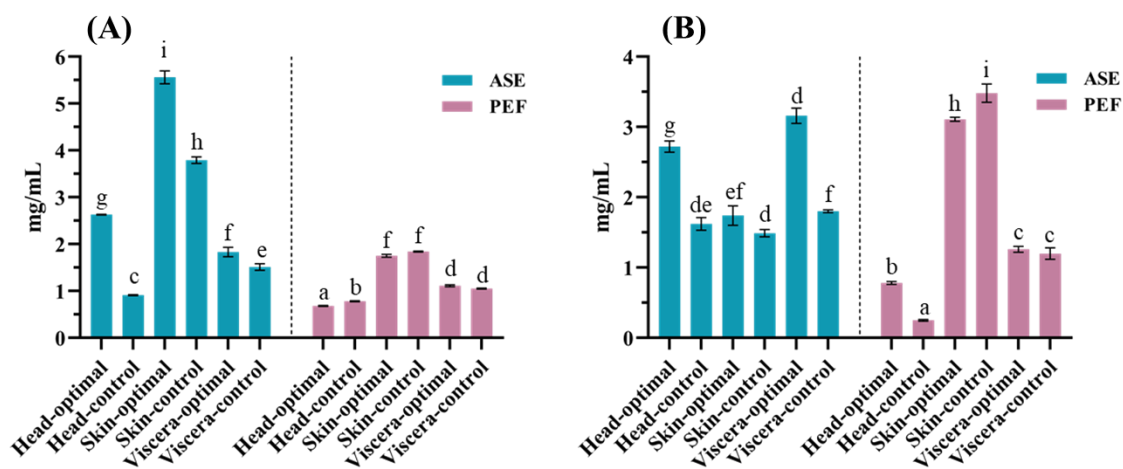 (A)
mg/mL
6
5
4
3
2
1
0
ASE
PEF
g
c
i
h
f
e
a
b
f
f
d
d
Head-optimal
Head-control
Skin-optimal
Skin-control
Viscera-optimal
Viscera-control
Head-optimal
Head-control
Skin-optimal
Skin-control
Viscera-optimal
Viscera-control
(B)
mg/mL
4
3
2
1
0
ASE
PEF
g
de
ef
d
d
f
b
a
h
i
c
c
Head-optimal
Head-control
Skin-optimal
Skin-control
Viscera-optimal
Viscera-control
Head-optimal
Head-control
Skin-optimal
Skin-control
Viscera-optimal
Viscera-control